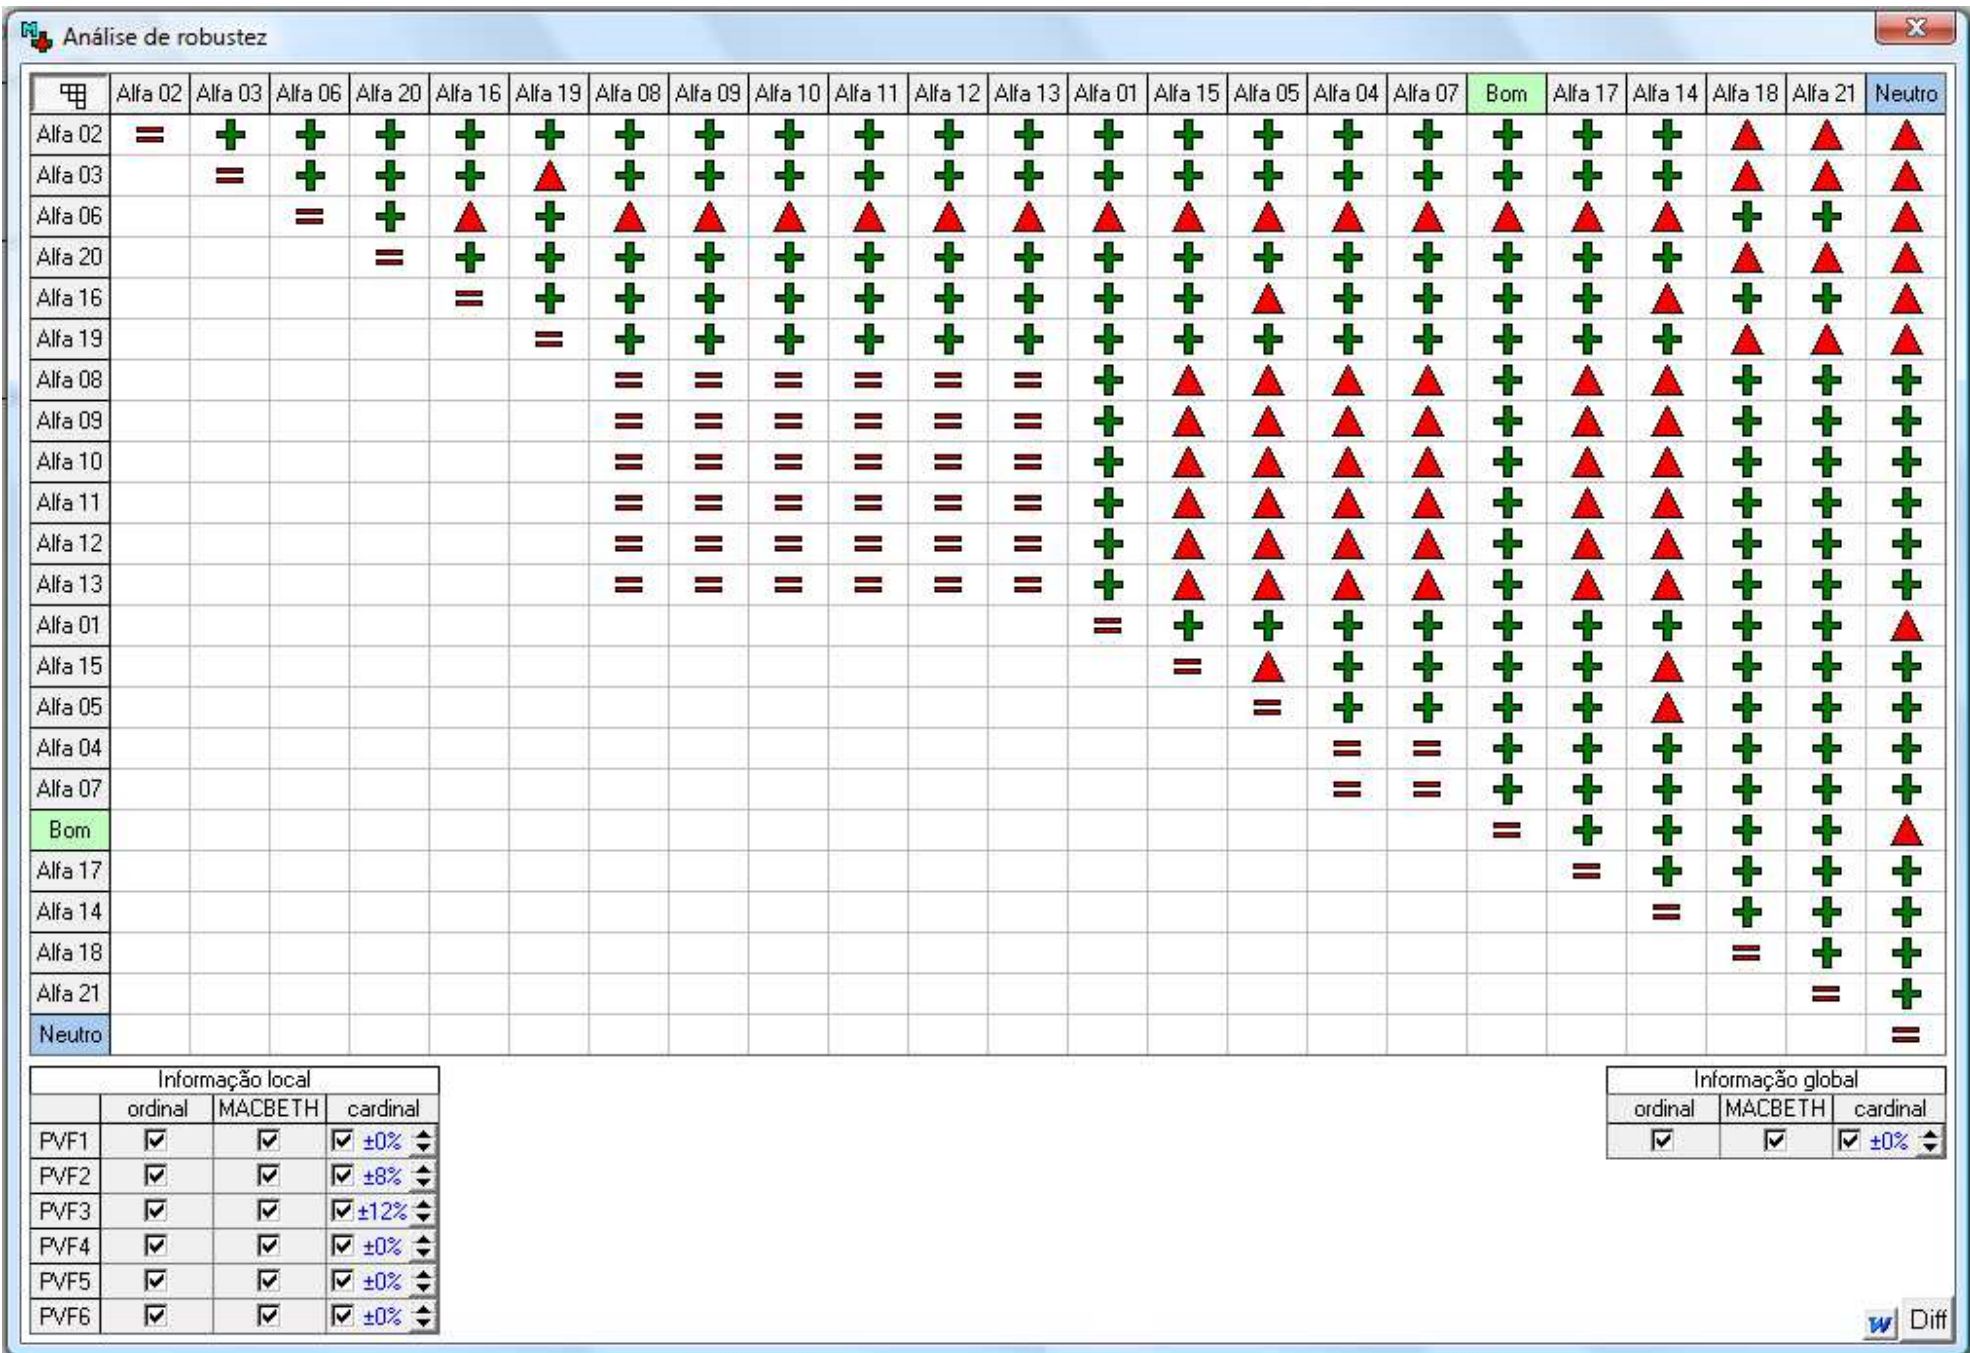 Análise de robustez
Alfa 02 Alfa 03 Alfa 06 Alfa 20 Alfa 16 Alfa 19 Alfa 08 Alfa 09 Alfa 10 Alfa 11 Alfa 12 Alfa 13 Alfa 01 Alfa 15 Alfa 05 Alfa 04 Alfa 07 Bom Alfa 17 Alfa 14 Alfa 18 Alfa 21 Neutro
Alfa 02
Alfa 03
Alfa 06
Alfa 20
Alfa 16
Alfa 19
Alfa 08
Alfa 09
Alfa 10
Alfa 11
Alfa 12
Alfa 13
Alfa 01
Alfa 15
Alfa 05
Alfa 04
Alfa 07
Bom
Alfa 17
Alfa 14
Alfa 18
Alfa 21
Neutro
Informação local
ordinal MACBETH cardinal
PVF1 ±0%
PVF2 ±8%
PVF3 ±12%
PVF4 ±0%
PVF5 ±0%
PVF6 ±0%
Informação global
ordinal MACBETH cardinal
±0%
W Diff